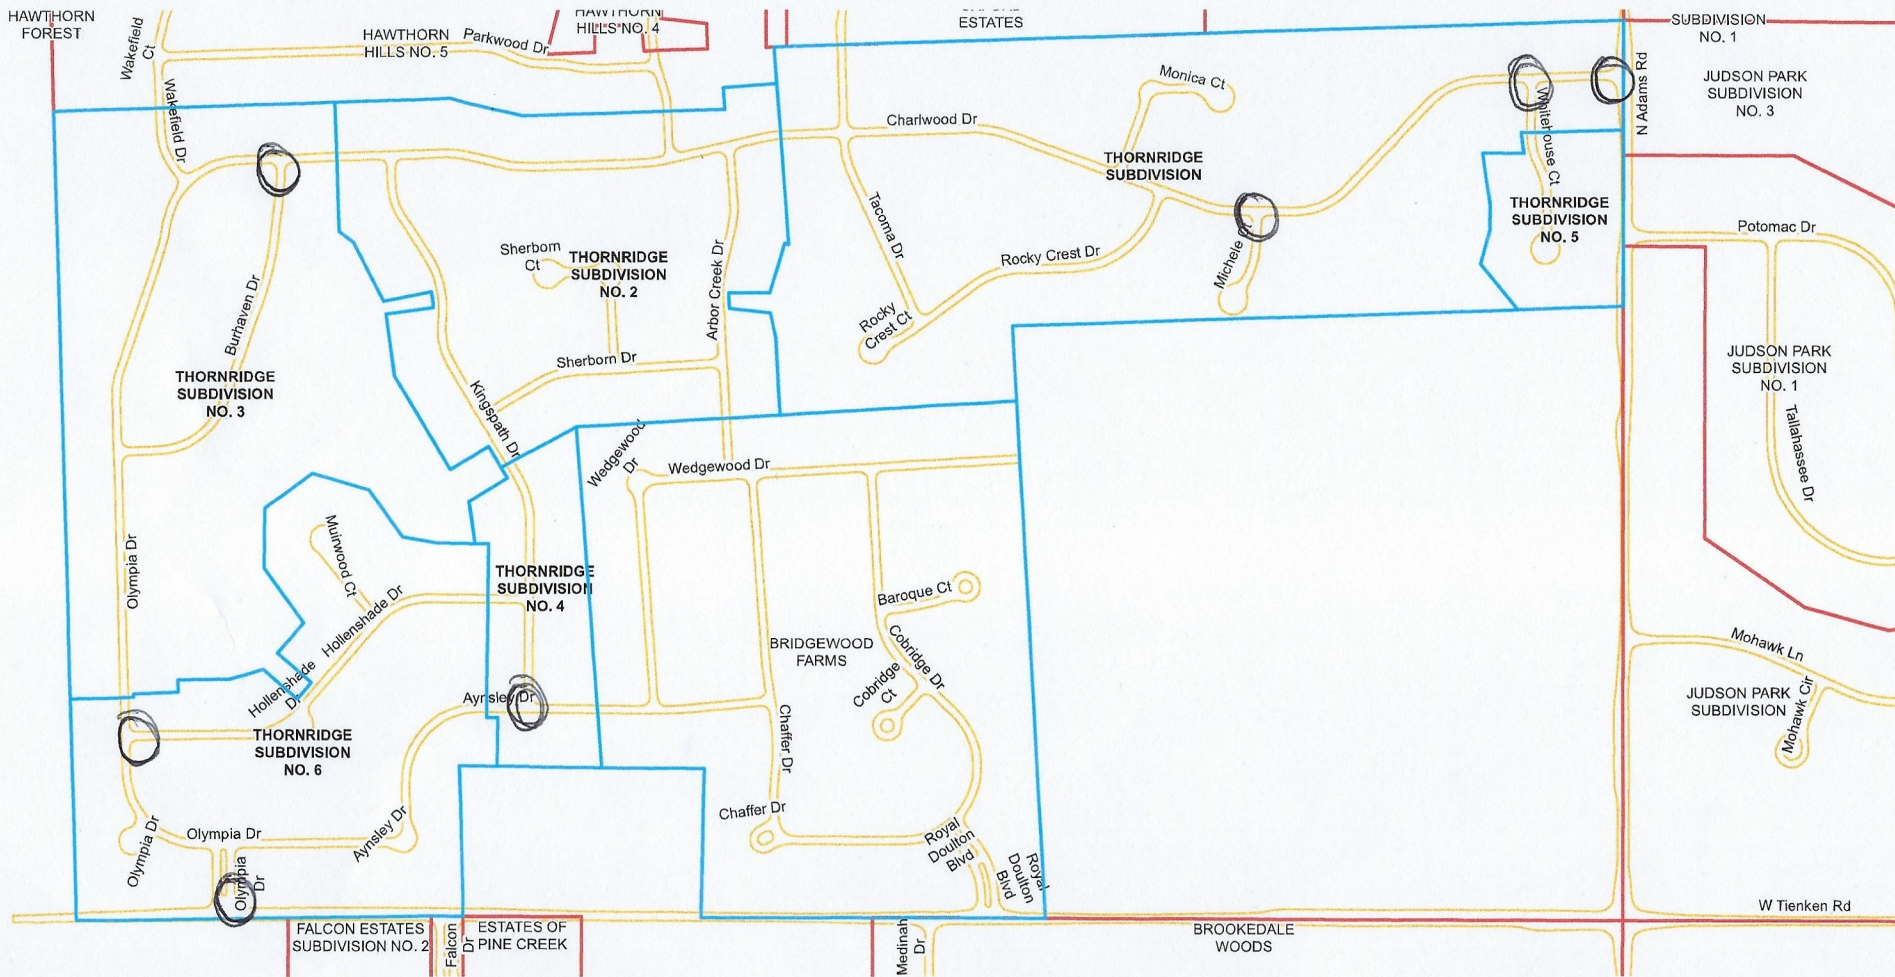 HAWTHORN
FOREST
Wakefield
Ct
HAWTHORN
HILLS NO. 5
Parkwood Dr
HAWTHORN
HILLS NO. 4
ESTATES
SUBDIVISION
NO. 1
JUDSON PARK
SUBDIVISION
NO. 3
N Adams Rd
Wakefield Dr
Monica Ct
Charlwood Dr
Whitehouse Ct
THORNRIDGE
SUBDIVISION
THORNRIDGE
SUBDIVISION
NO. 5
Potomac Dr
Tacoma Dr
Michele Ct
Rocky Crest Dr
Rocky
Crest Ct
Sherborn
Ct
THORNRIDGE
SUBDIVISION
NO. 2
Arbor Creek Dr
Burhaven Dr
Sherborn Dr
THORNRIDGE
SUBDIVISION
NO. 3
Kingspath Dr
JUDSON PARK
SUBDIVISION
NO. 1
Tallahassee Dr
Wedgewood
Dr
Wedgewood Dr
Olympia Dr
Muirwood Ct
Hollenshade Dr
THORNRIDGE
SUBDIVISION
NO. 4
Baroque Ct
BRIDGEWOOD
FARMS
Cobridge Dr
Cobridge
Ct
Mohawk Ln
Mohawk Cir
JUDSON PARK
SUBDIVISION
Hollenshade
Dr
Aynsley Dr
THORNRIDGE
SUBDIVISION
NO. 6
Chaffer Dr
Chaffer Dr
Olympia Dr
Olympia Dr
Olympia
Dr
Aynsley Dr
Royal
Doulton
Blvd
Royal
Doulton
Blvd
W Tienken Rd
FALCON ESTATES
SUBDIVISION NO. 2
Falcon
Dr
ESTATES OF
PINE CREEK
Medinah
Dr
BROOKEDALE
WOODS